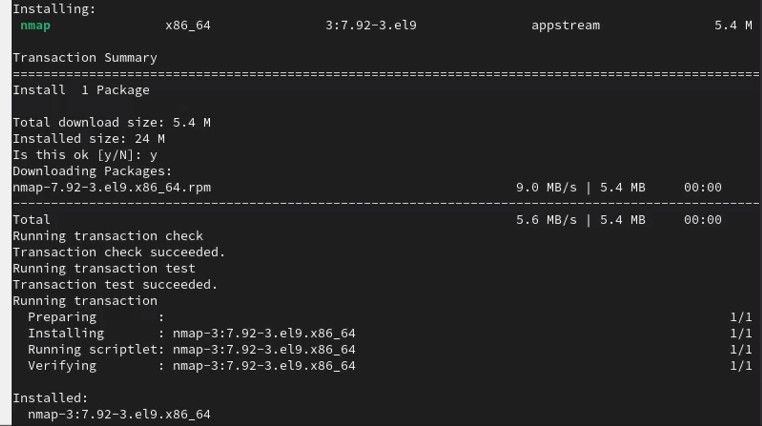 Installing:
nmap x86_64 3:7.92-3.el9 appstream 5.4 M
Transaction Summary
================================================================================
Install  1 Package
Total download size: 5.4 M
Installed size: 24 M
Is this ok [y/N]: y
Downloading Packages:
nmap-7.92-3.el9.x86_64.rpm 9.0 MB/s | 5.4 MB 00:00
--------------------------------------------------------------------------------
Total 5.6 MB/s | 5.4 MB 00:00
Running transaction check
Transaction check succeeded.
Running transaction test
Transaction test succeeded.
Running transaction
Preparing : 1/1
Installing : nmap-3:7.92-3.el9.x86_64 1/1
Running scriptlet: nmap-3:7.92-3.el9.x86_64 1/1
Verifying : nmap-3:7.92-3.el9.x86_64 1/1
Installed:
nmap-3:7.92-3.el9.x86_64